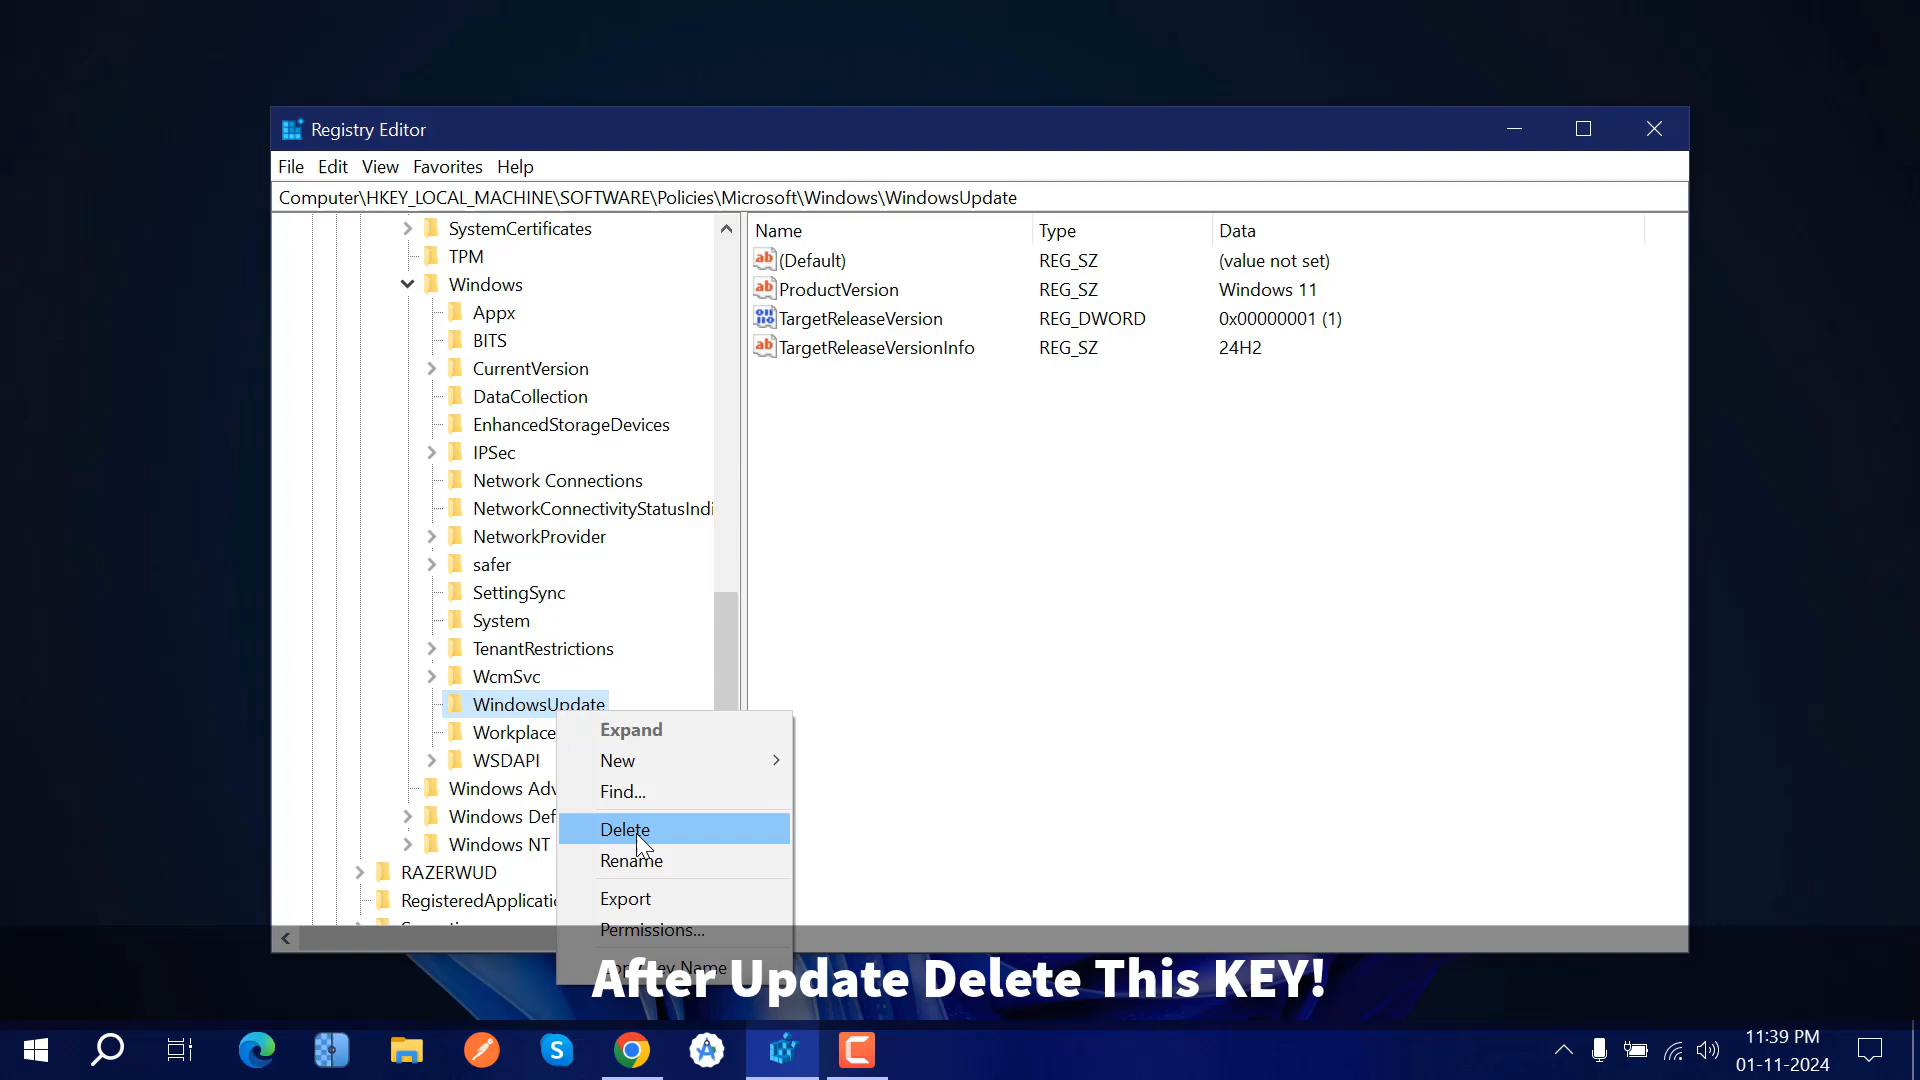 Registry Editor
File Edit View Favorites Help
Computer\HKEY_LOCAL_MACHINE\SOFTWARE\Policies\Microsoft\Windows\WindowsUpdate
SystemCertificates
TPM
Windows
Appx
BITS
CurrentVersion
DataCollection
EnhancedStorageDevices
IPSec
Network Connections
NetworkConnectivityStatusIndi
NetworkProvider
safer
SettingSync
System
TenantRestrictions
WcmSvc
WindowsUpdate
Workplace
WSDAPI
Windows Adv
Windows Def
Windows NT
RAZERWUD
RegisteredApplicati
Name Type Data
(Default) REG_SZ (value not set)
ProductVersion REG_SZ Windows 11
TargetReleaseVersion REG_DWORD 0x00000001 (1)
TargetReleaseVersionInfo REG_SZ 24H2
Expand
New
Find...
Delete
Rename
Export
Permissions...
Copy Key Name
After Update Delete This KEY!
11:39 PM
01-11-2024